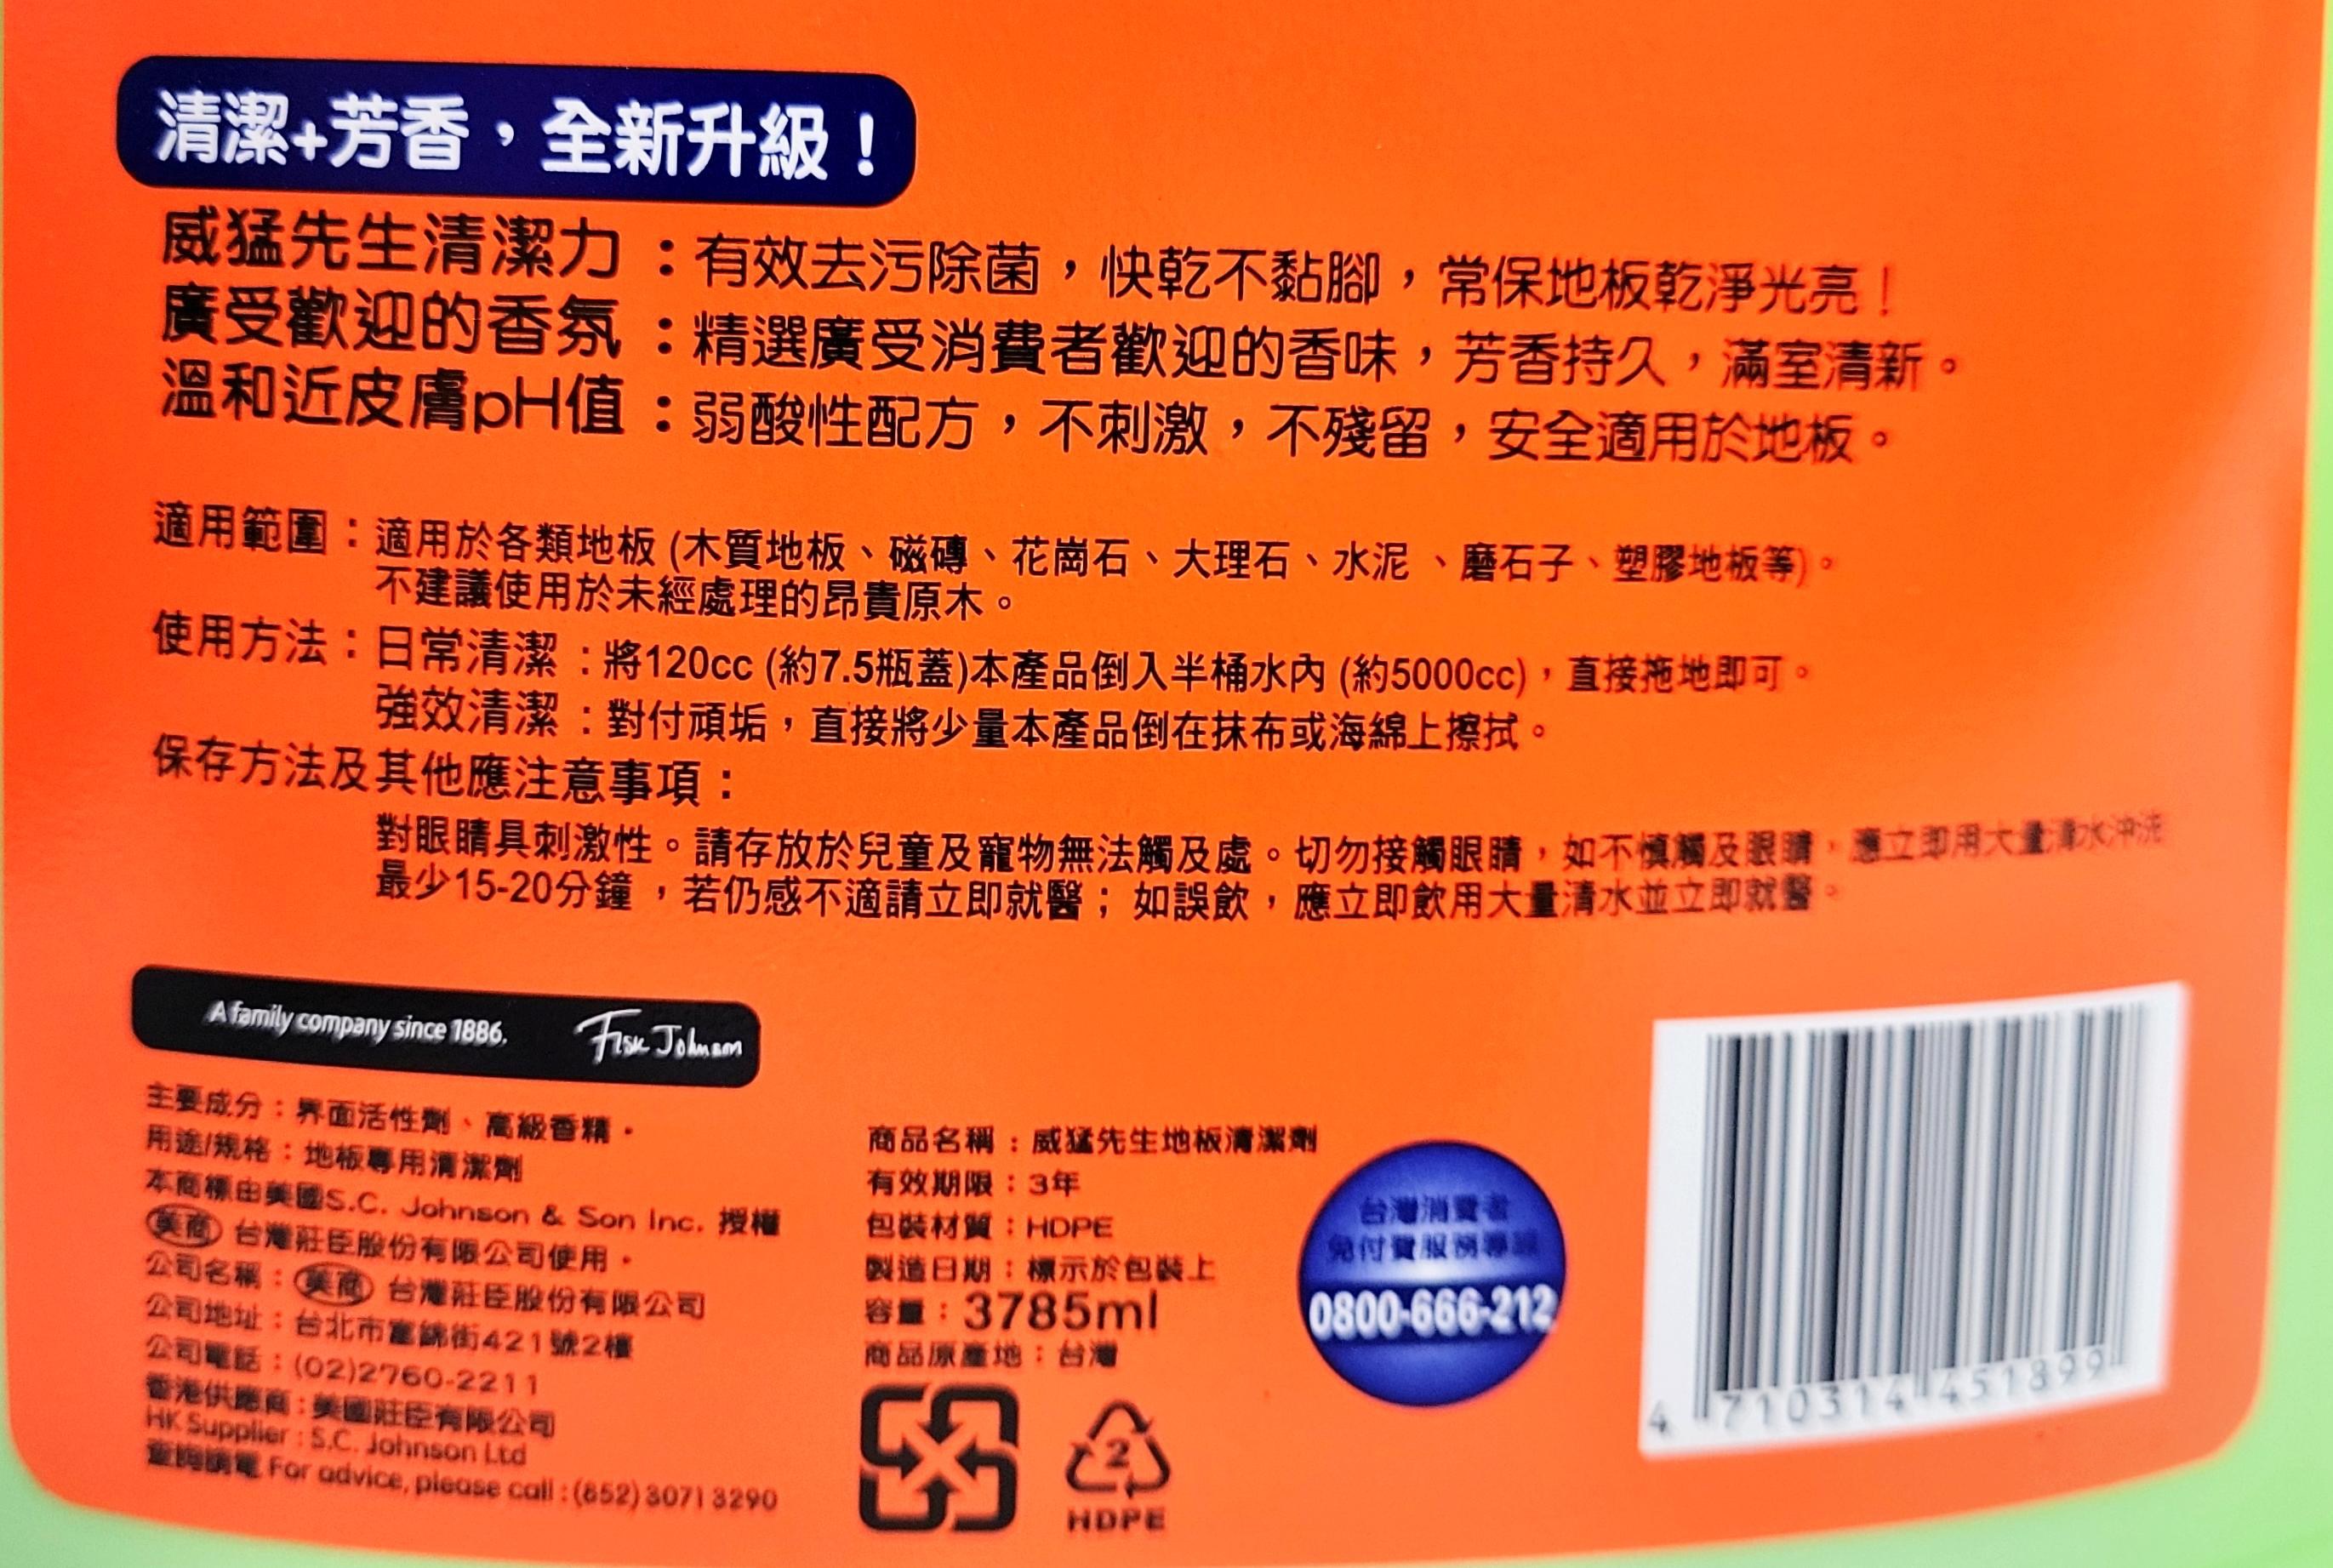 清潔+芳香，全新升級！
威猛先生清潔力：有效去污除菌，快乾不黏腳，常保地板乾淨光亮！
廣受歡迎的香氛：精選廣受消費者歡迎的香味，芳香持久，滿室清新。
溫和近皮膚pH值：弱酸性配方，不刺激，不殘留，安全適用於地板。
適用範圍：適用於各類地板 (木質地板、磁磚、花崗石、大理石、水泥、磨石子、塑膠地板等)。
不建議使用於未經處理的昂貴原木。
使用方法：日常清潔：將120cc (約7.5瓶蓋)本產品倒入半桶水內 (約5000cc)，直接拖地即可。
強效清潔：對付頑垢，直接將少量本產品倒在抹布或海綿上擦拭。
保存方法及其他應注意事項：
對眼睛具刺激性。請存放於兒童及寵物無法觸及處。切勿接觸眼睛，如不慎觸及眼睛，應立即用大量清水沖洗
最少15-20分鐘，若仍感不適請立即就醫；如誤飲，應立即飲用大量清水並立即就醫。
A family company since 1886.
Fisk Johnson
主要成分：界面活性劑、高級香精。
用途/規格：地板專用清潔劑
本商標由美國S.C. Johnson & Son Inc. 授權
美商 台灣莊臣股份有限公司使用。
公司名稱：美商 台灣莊臣股份有限公司
公司地址：台北市富錦街421號2樓
公司電話：(02)2760-2211
香港供應商：美國莊臣有限公司
HK Supplier : S.C. Johnson Ltd
查詢請電 For advice, please call : (852) 3071 3290
商品名稱：威猛先生地板清潔劑
有效期限：3年
包裝材質：HDPE
製造日期：標示於包裝上
容量：3785ml
商品原產地：台灣
2
HDPE
台灣消費者
免付費服務專線
0800-666-212
4 710314 451899